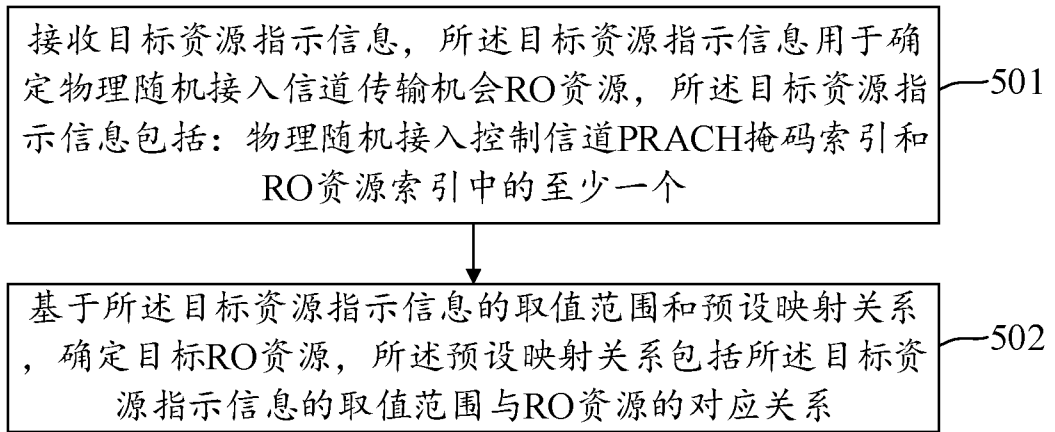 接收目标资源指示信息，所述目标资源指示信息用于确
定物理随机接入信道传输机会RO资源，所述目标资源指
示信息包括：物理随机接入控制信道PRACH掩码索引和
RO资源索引中的至少一个
501
基于所述目标资源指示信息的取值范围和预设映射关系
，确定目标RO资源，所述预设映射关系包括所述目标资
源指示信息的取值范围与RO资源的对应关系
502